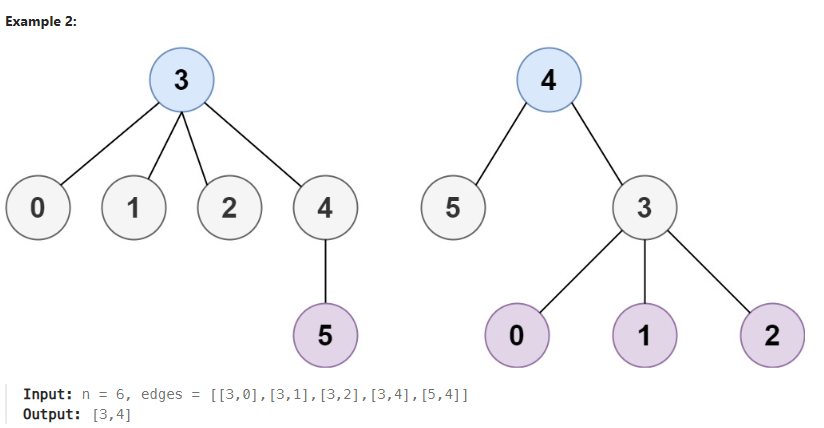 Example 2:
3 4
0 1 2 4 5 3
5 0 1 2
Input: n = 6, edges = [[3,0],[3,1],[3,2],[3,4],[5,4]]
Output: [3,4]